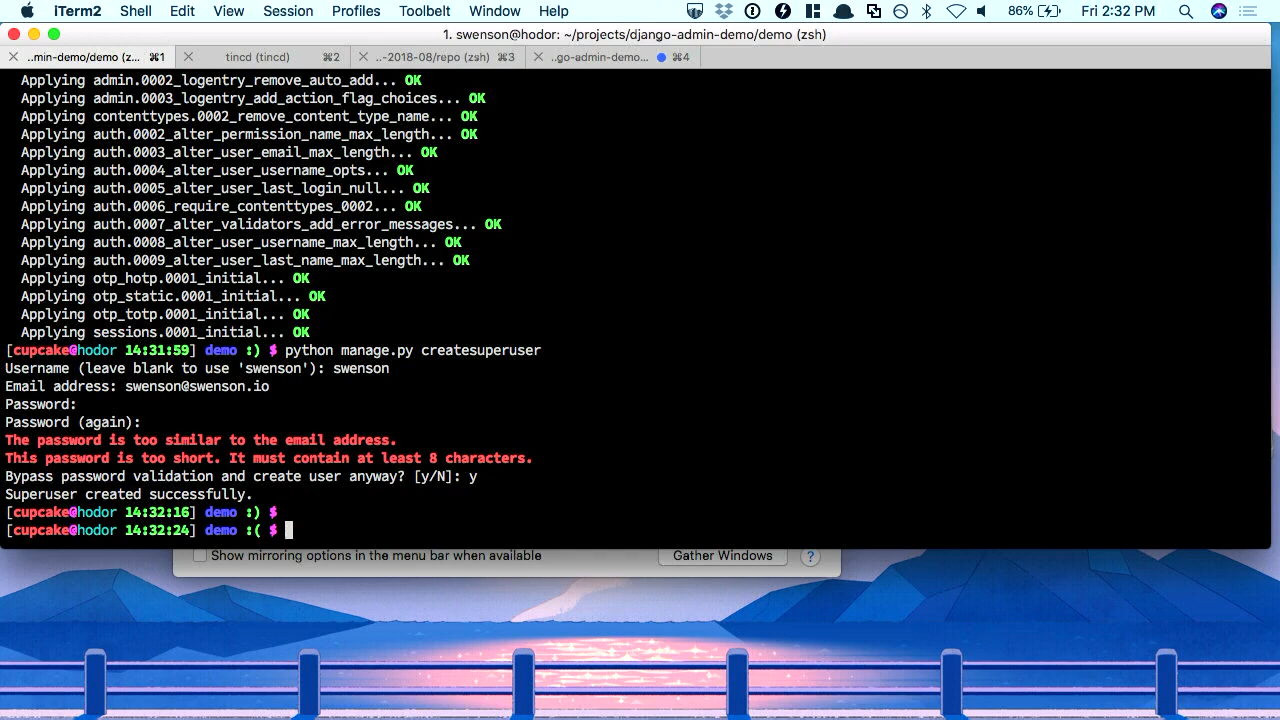 iTerm2 Shell Edit View Session Profiles Toolbelt Window Help 86% Fri 2:32 PM
1. swenson@hodor: ~/projects/django-admin-demo/demo (zsh)
..min-demo/demo (z... ⌘1 tincd (tincd) ⌘2 ..-2018-08/repo (zsh) ⌘3 ..go-admin-demo... ⌘4
Applying admin.0002_logentry_remove_auto_add... OK
Applying admin.0003_logentry_add_action_flag_choices... OK
Applying contenttypes.0002_remove_content_type_name... OK
Applying auth.0002_alter_permission_name_max_length... OK
Applying auth.0003_alter_user_email_max_length... OK
Applying auth.0004_alter_user_username_opts... OK
Applying auth.0005_alter_user_last_login_null... OK
Applying auth.0006_require_contenttypes_0002... OK
Applying auth.0007_alter_validators_add_error_messages... OK
Applying auth.0008_alter_user_username_max_length... OK
Applying auth.0009_alter_user_last_name_max_length... OK
Applying otp_hotp.0001_initial... OK
Applying otp_static.0001_initial... OK
Applying otp_totp.0001_initial... OK
Applying sessions.0001_initial... OK
[cupcake@hodor 14:31:59] demo :) $ python manage.py createsuperuser
Username (leave blank to use 'swenson'): swenson
Email address: swenson@swenson.io
Password:
Password (again):
The password is too similar to the email address.
This password is too short. It must contain at least 8 characters.
Bypass password validation and create user anyway? [y/N]: y
Superuser created successfully.
[cupcake@hodor 14:32:16] demo :) $
[cupcake@hodor 14:32:24] demo :( $
Show mirroring options in the menu bar when available Gather Windows ?